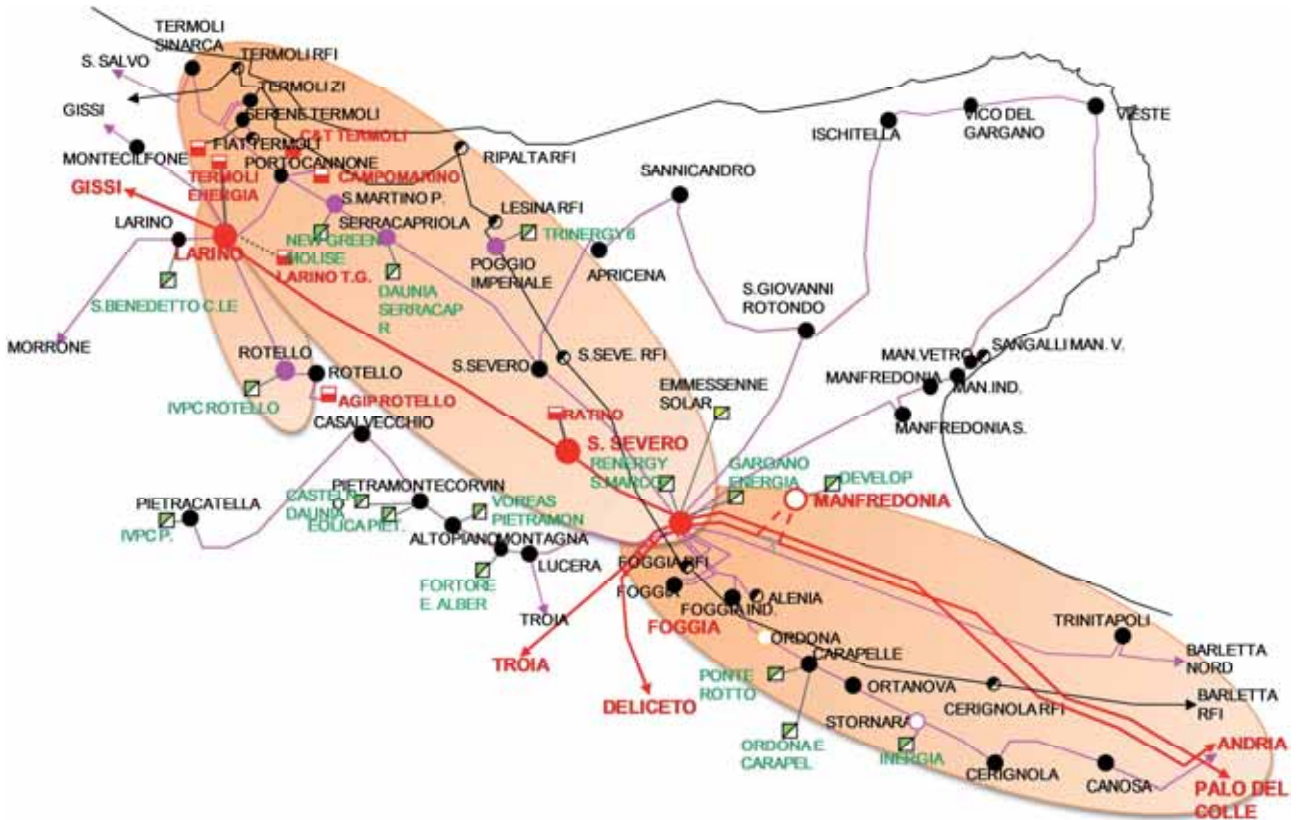 TERMOLI
SINARCA
TERMOLI RFI
S. SALVO
TERMOLI ZI
GISSI
SERENE TERMOLI
C&T TERMOLI
FIAT TERMOLI
MONTECILFONE
PORTOCANNONE
TERMOLI
ENERGIA
CAMPOMARINO
GISSI
S.MARTINO P.
RIPALTA RFI
ISCHITELLA
VICO DEL
GARGANO
VIESTE
SANNICANDRO
LESINA RFI
SERRACAPRIOLA
TRINERGY 6
LARINO
LARINO
NEW GREEN
MOLISE
LARINO T.G.
POGGIO
IMPERIALE
APRICENA
DAUNIA
SERRACAP
R
S.BENEDETTO C.LE
S.GIOVANNI
ROTONDO
MORRONE
ROTELLO
ROTELLO
S.SEVERO
S.SEVE. RFI
MAN.VETRO
SANGALLI MAN. V.
MANFREDONIA
MAN.IND.
EMMESSENNE
SOLAR
IVPC ROTELLO
AGIP ROTELLO
CASALVECCHIO
RATINO
S. SEVERO
MANFREDONIA S.
RENERGY
S.MARCO
GARGANO
ENERGIA
DEVELOP
MANFREDONIA
PIETRACATELLA
PIETRAMONTECORVIN
O
CASTELN
DAUNIA
EOLICA PIET.
VOREAS
PIETRAMON
IVPC P.
ALTOPIANO
MONTAGNA
LUCERA
FORTORE
E. ALBER
TROIA
FOGGIA RFI
FOGGIA
FOGGIA IND.
ALENIA
FOGGIA
TROIA
DELICETO
ORDONA
CARAPELLE
PONTE
ROTTO
ORTANOVA
TRINITAPOLI
BARLETTA
NORD
CERIGNOLA RFI
BARLETTA
RFI
STORNARA
ORDONA E.
CARAPEL
INERGIA
CERIGNOLA
CANOSA
ANDRIA
PALO DEL
COLLE